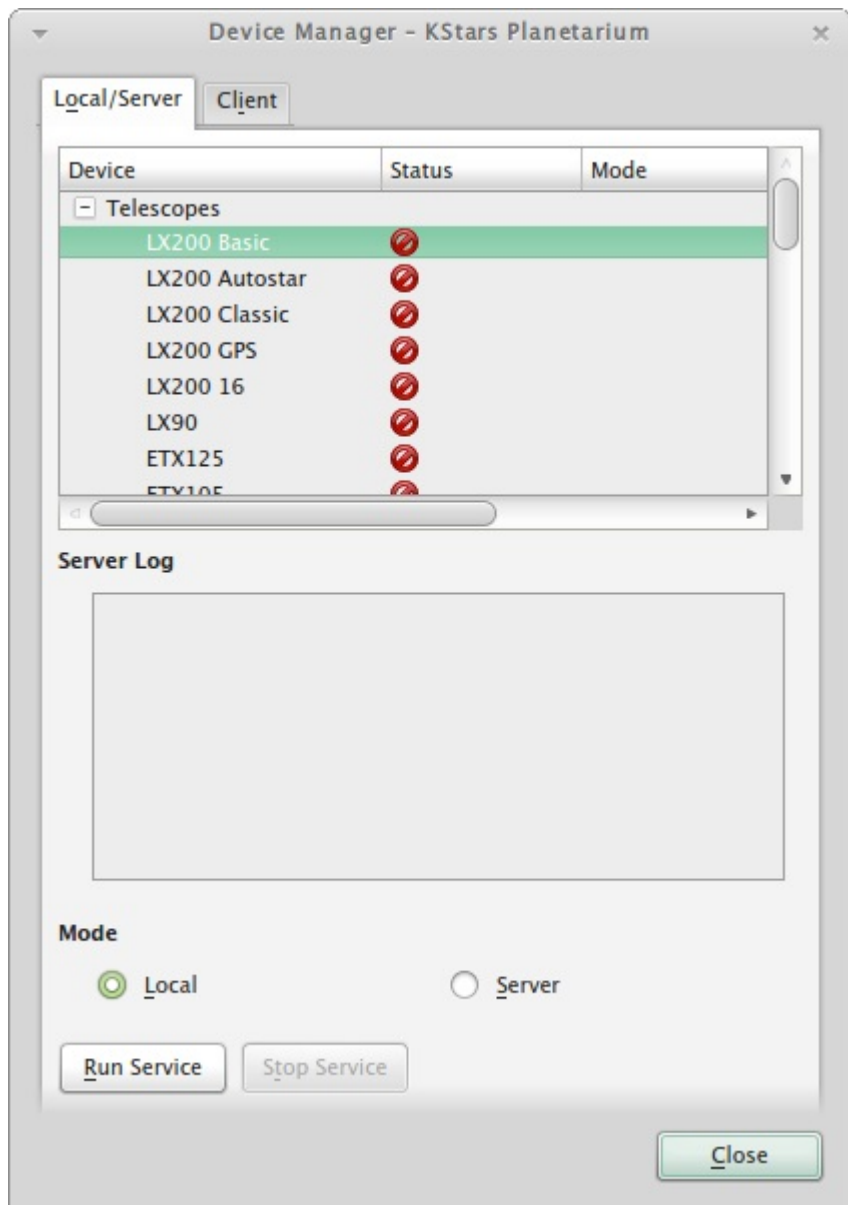 Device Manager – KStars Planetarium
Local/Server Client
Device Status Mode
Telescopes
LX200 Basic
LX200 Autostar
LX200 Classic
LX200 GPS
LX200 16
LX90
ETX125
ETX105
Server Log
Mode
Local Server
Run Service Stop Service
Close